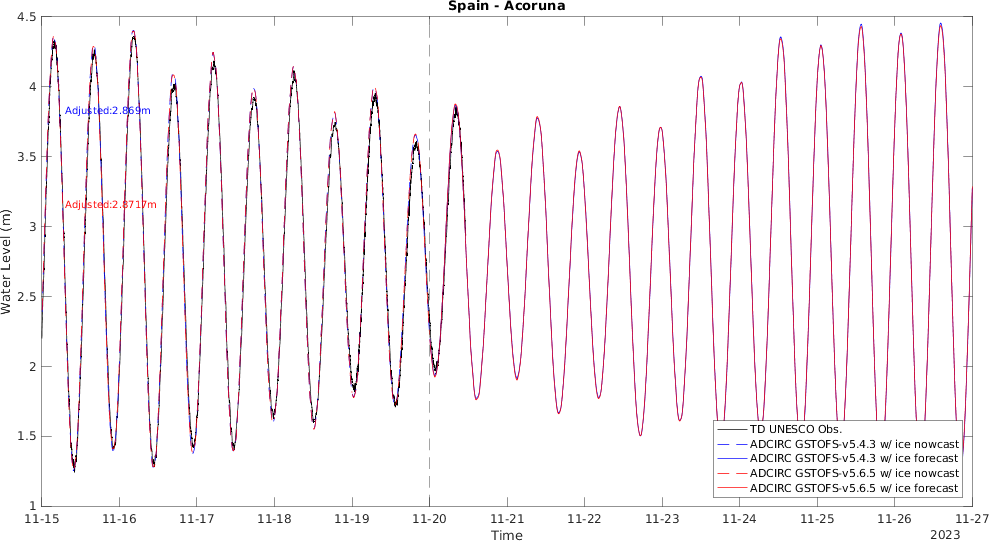 Spain - Acoruna
4.5
4
3.5
3
2.5
2
1.5
1
Water Level (m)
Adjusted:2.869m
Adjusted:2.8717m
TD UNESCO Obs.
ADCIRC GSTOFS-v5.4.3 w/ ice nowcast
ADCIRC GSTOFS-v5.4.3 w/ ice forecast
ADCIRC GSTOFS-v5.6.5 w/ ice nowcast
ADCIRC GSTOFS-v5.6.5 w/ ice forecast
11-15 11-16 11-17 11-18 11-19 11-20 11-21 11-22 11-23 11-24 11-25 11-26 11-27
Time
2023